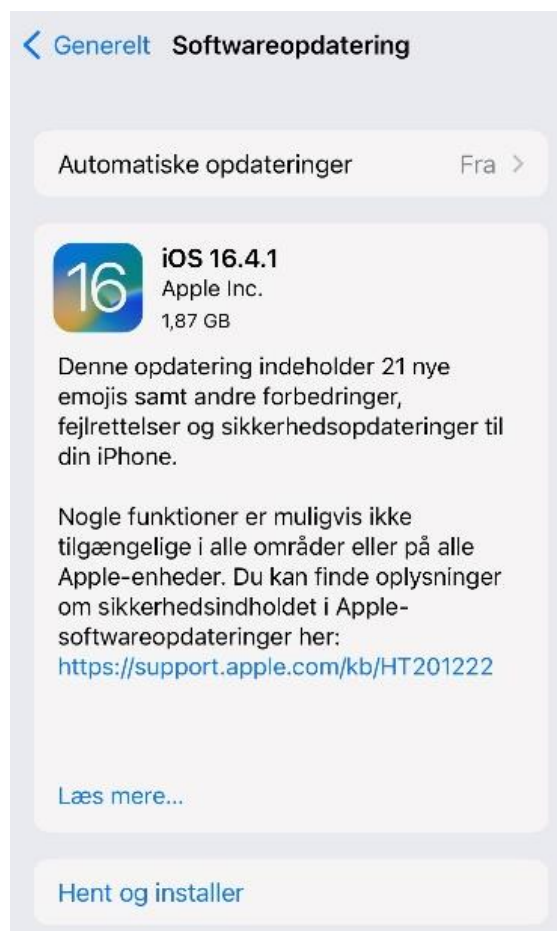 Generelt Softwareopdatering
Automatiske opdateringer Fra
16
iOS 16.4.1
Apple Inc.
1,87 GB
Denne opdatering indeholder 21 nye
emojis samt andre forbedringer,
fejlrettelser og sikkerhedsopdateringer til
din iPhone.
Nogle funktioner er muligvis ikke
tilgængelige i alle områder eller på alle
Apple-enheder. Du kan finde oplysninger
om sikkerhedsindholdet i Apple-
softwareopdateringer her:
https://support.apple.com/kb/HT201222
Læs mere...
Hent og installer